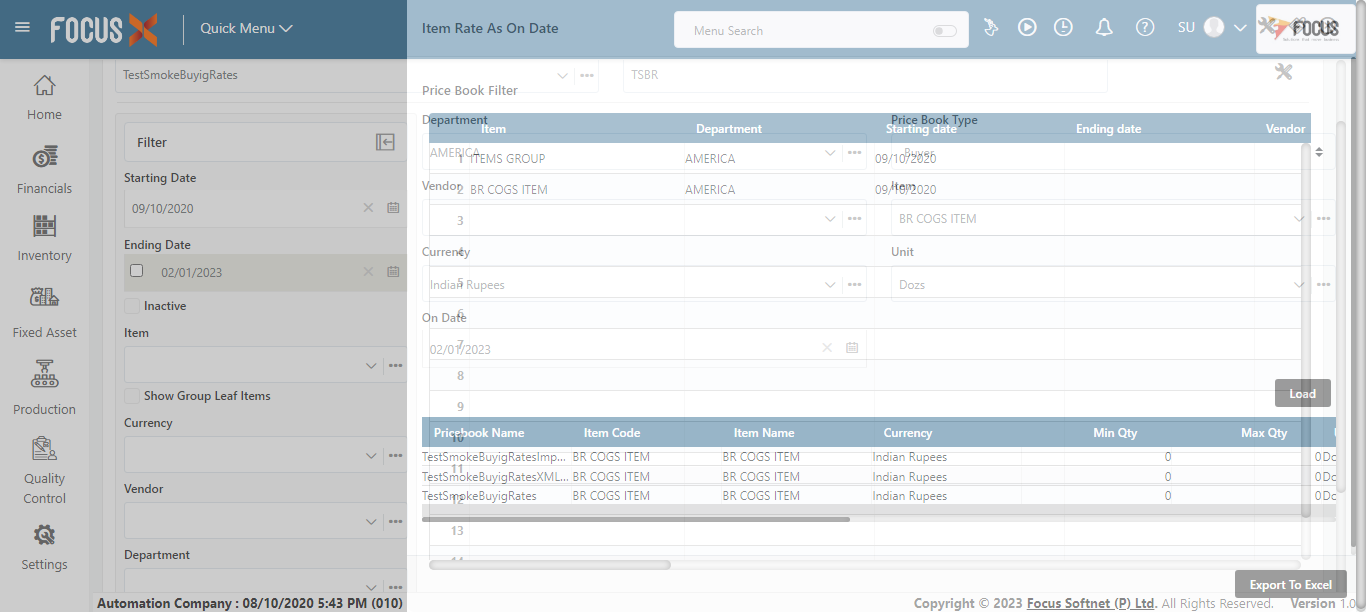 FOCUS X
Quick Menu
Item Rate As On Date
Menu Search
SU
FOCUS
Home
Financials
Inventory
Fixed Asset
Production
Quality Control
Settings
TestSmokeBuyigRates
TSBR
Filter
Starting Date
09/10/2020
Ending Date
02/01/2023
Inactive
Item
Show Group Leaf Items
Currency
Vendor
Department
Price Book Filter
Department
Price Book Type
Item Department Starting date Ending date Vendor
AMERICA
Buyer
1 ITEMS GROUP AMERICA 09/10/2020
Vendor
Item
2 BR COGS ITEM AMERICA 09/10/2020
3
BR COGS ITEM
Currency
Unit
4
Indian Rupees
Dozs
5
On Date
6
02/01/2023
7
8
Load
9
Pricebook Name Item Code Item Name Currency Min Qty Max Qty
10
TestSmokeBuyigRatesImp... BR COGS ITEM BR COGS ITEM Indian Rupees 0 0 Do
11
TestSmokeBuyigRatesXML... BR COGS ITEM BR COGS ITEM Indian Rupees 0 0 Do
TestSmokeBuyigRates BR COGS ITEM BR COGS ITEM Indian Rupees 0 0 Do
12
13
14
Export To Excel
Automation Company : 08/10/2020 5:43 PM (010)
Copyright © 2023 Focus Softnet (P) Ltd. All Rights Reserved. Version 1.0